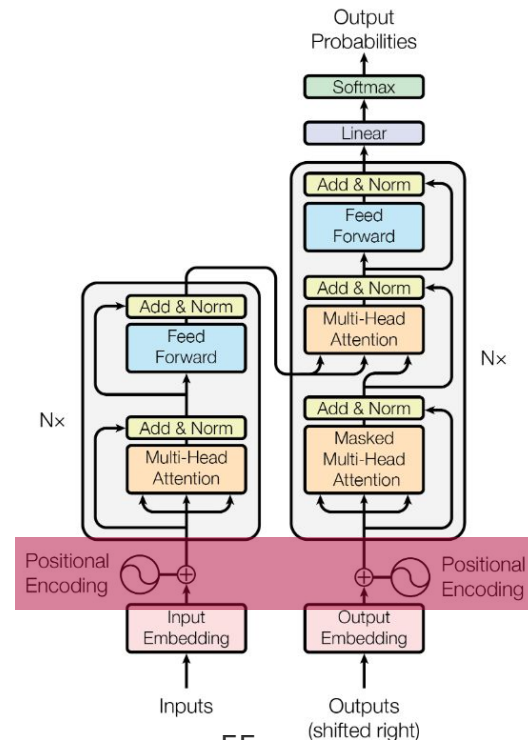 Output
Probabilities
Softmax
Linear
Add & Norm
Feed
Forward
Add & Norm
Multi-Head
Attention
Add & Norm
Masked
Multi-Head
Attention
Nx
Add & Norm
Feed
Forward
Add & Norm
Multi-Head
Attention
Nx
Positional
Encoding
Positional
Encoding
Input
Embedding
Output
Embedding
Inputs
Outputs
(shifted right)